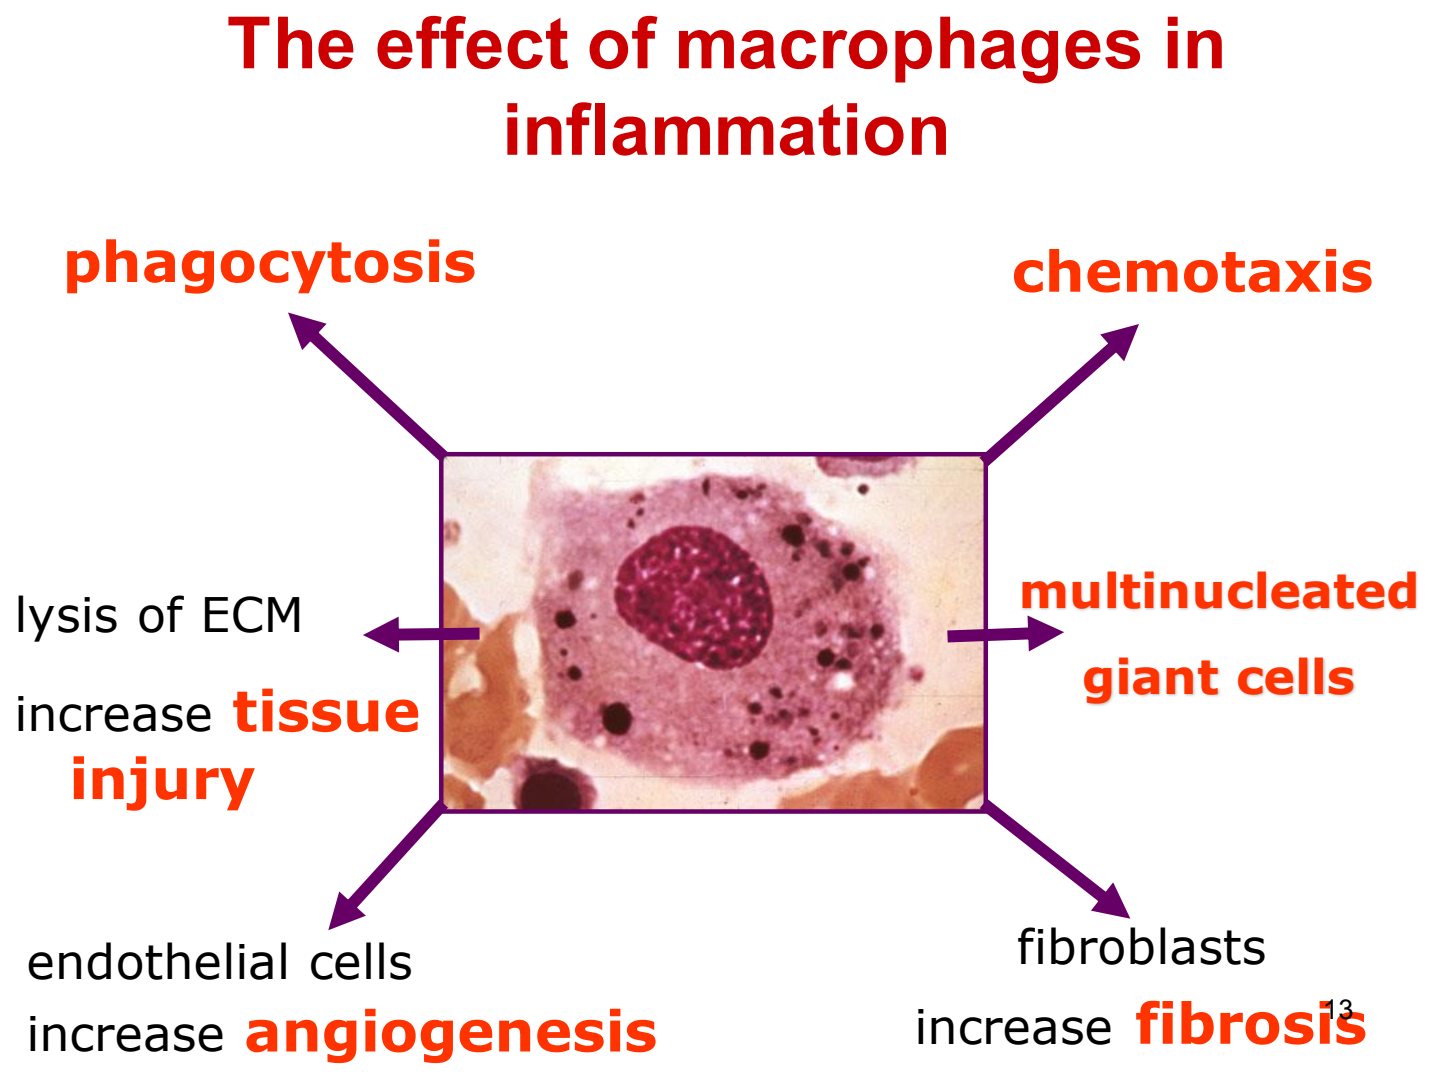 The effect of macrophages in
inflammation
phagocytosis
chemotaxis
lysis of ECM
increase tissue
injury
multinucleated
giant cells
endothelial cells
increase angiogenesis
fibroblasts
increase fibrosis
13